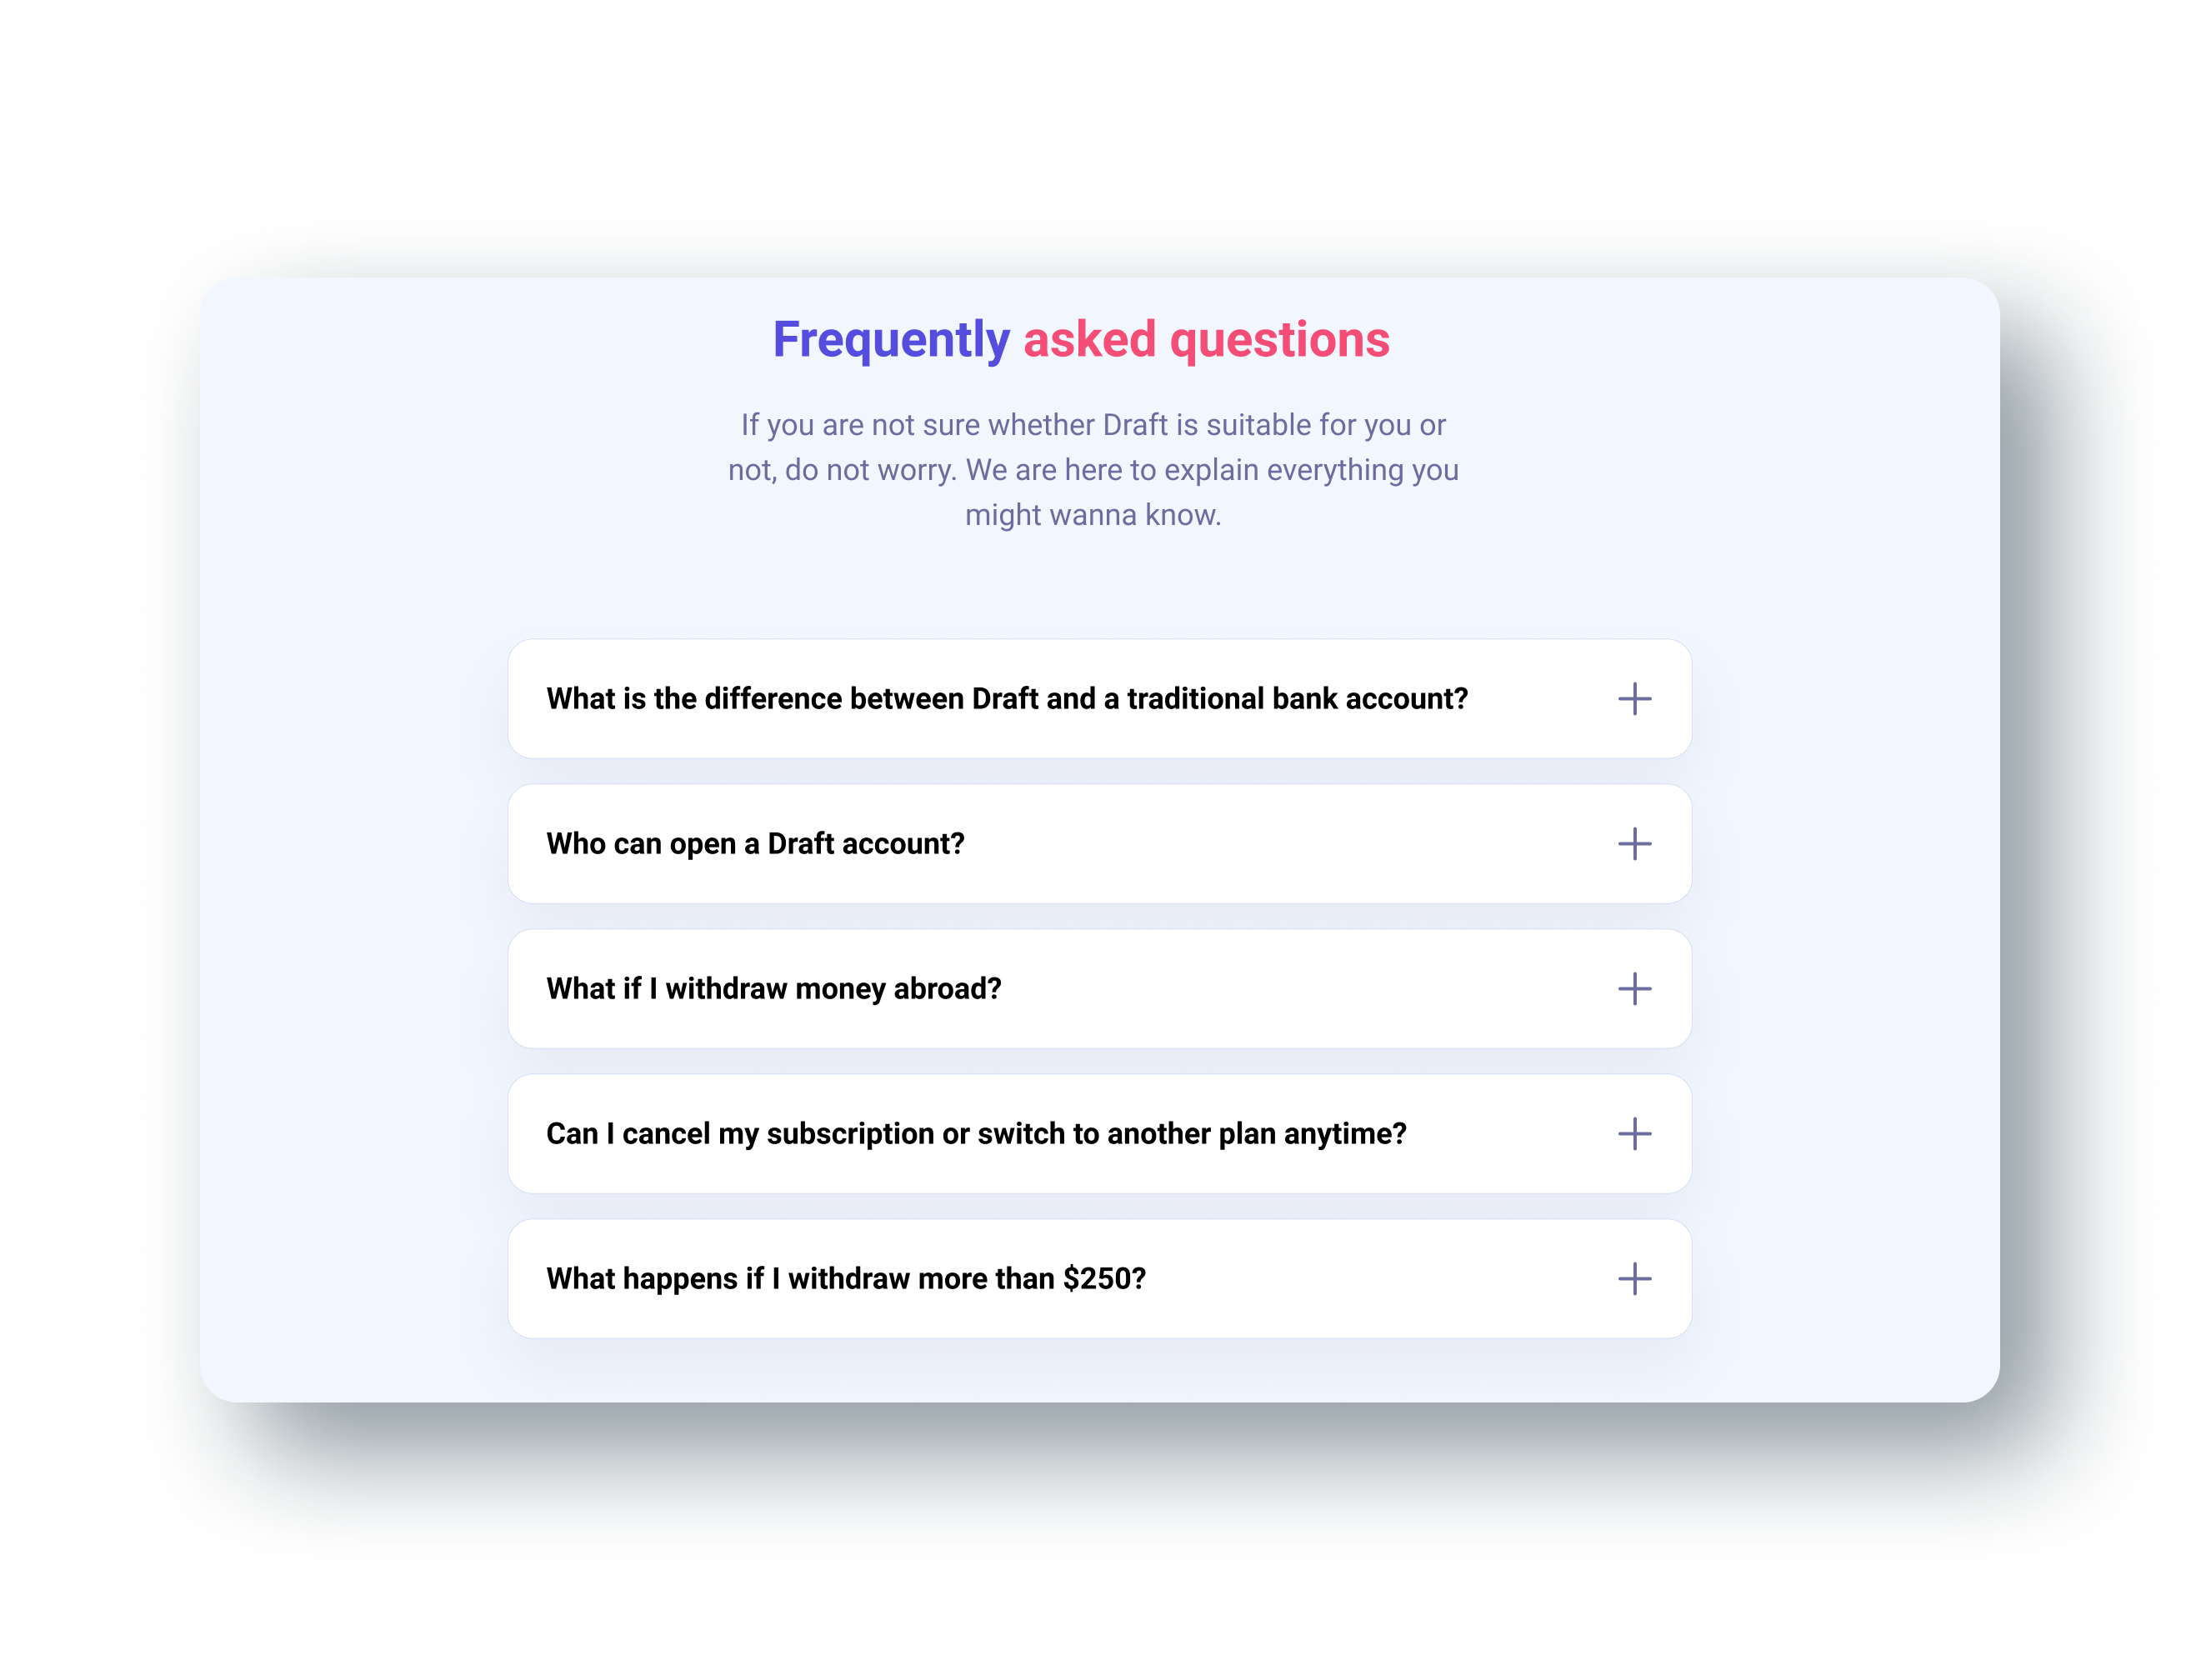 Frequently asked questions
If you are not sure whether Draft is suitable for you or
not, do not worry. We are here to explain everything you
might wanna know.
What is the difference between Draft and a traditional bank account?
Who can open a Draft account?
What if I withdraw money abroad?
Can I cancel my subscription or switch to another plan anytime?
What happens if I withdraw more than $250?